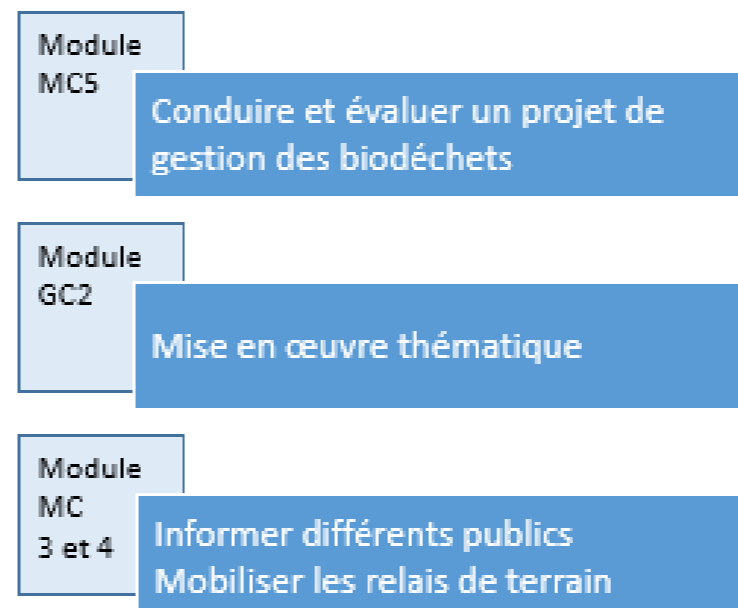 Module
MC5
Conduire et évaluer un projet de
gestion des biodéchets
Module
GC2
Mise en œuvre thématique
Module
MC
3 et 4
Informer différents publics
Mobiliser les relais de terrain